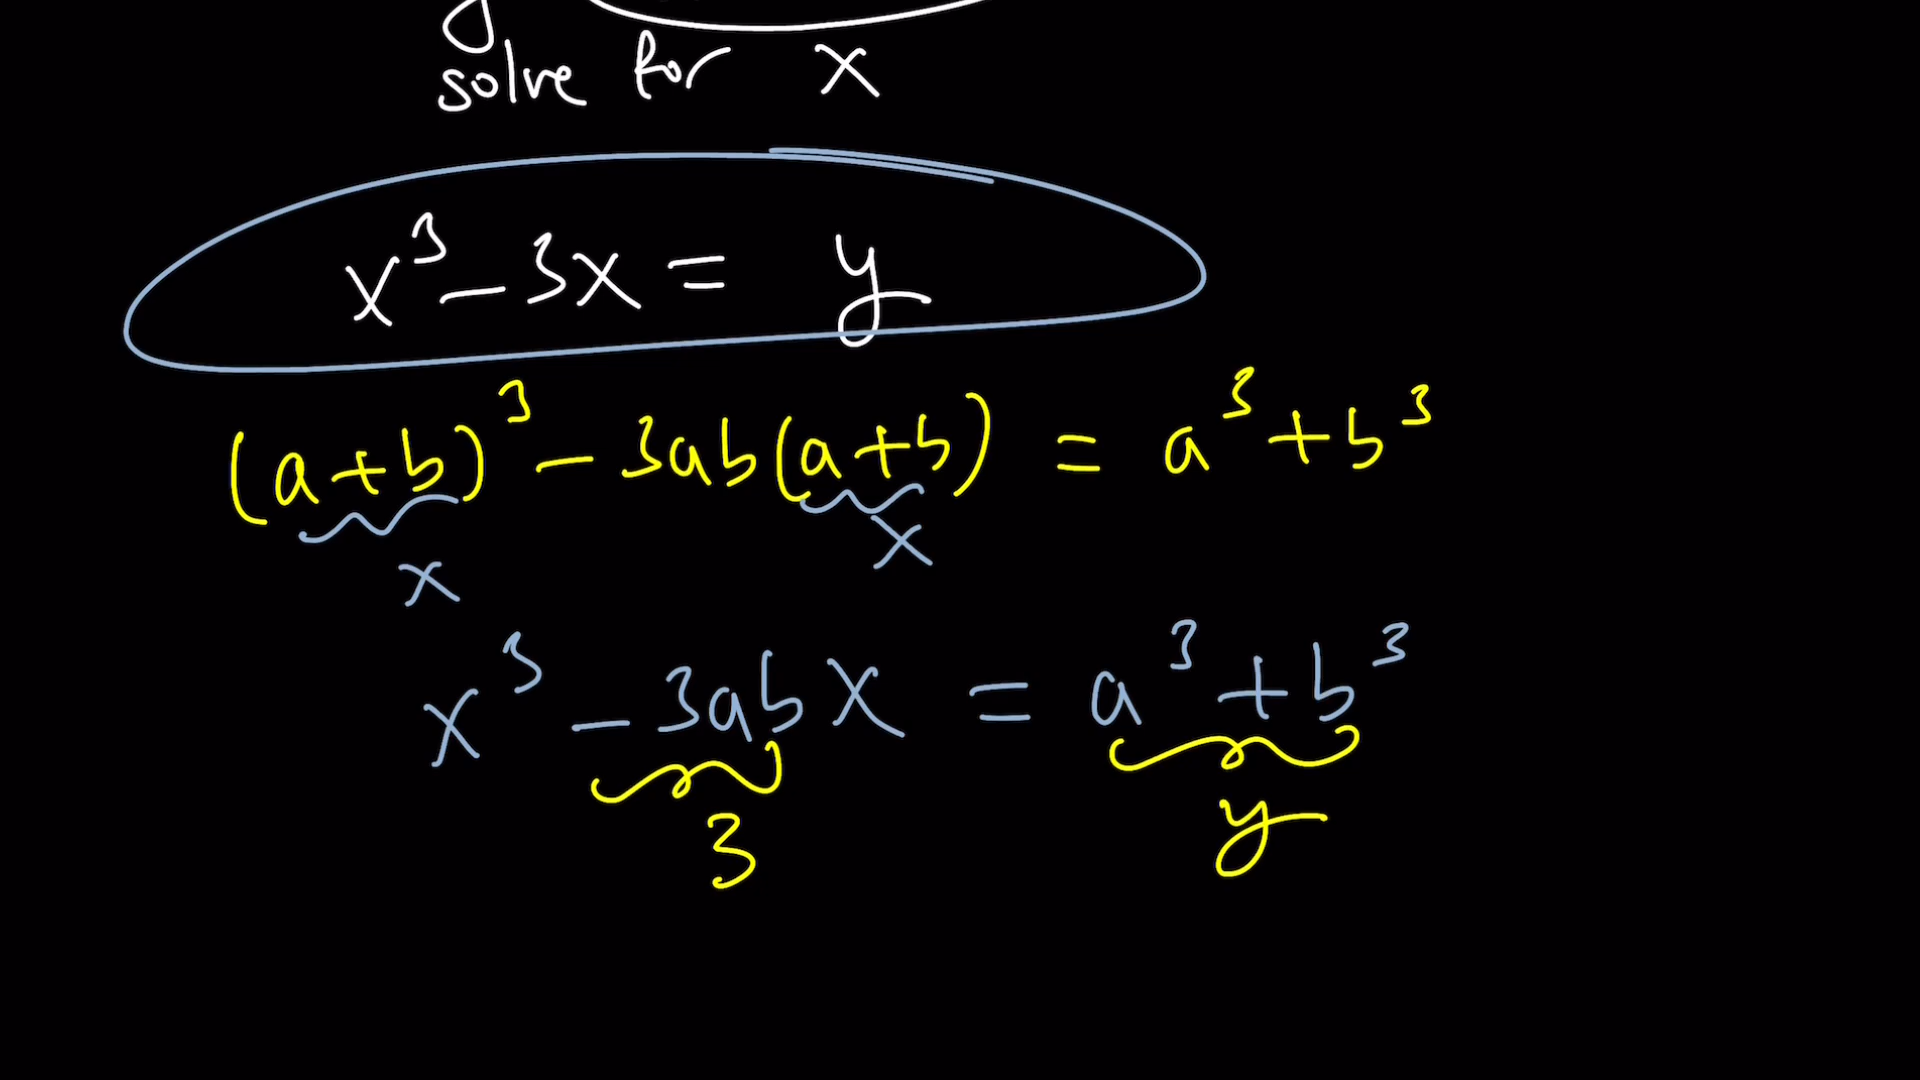 solve for x
x³ - 3x = y
(a+b)³ - 3ab(a+b) = a³ + b³
x x
x³ - 3abx = a³ + b³
3 y